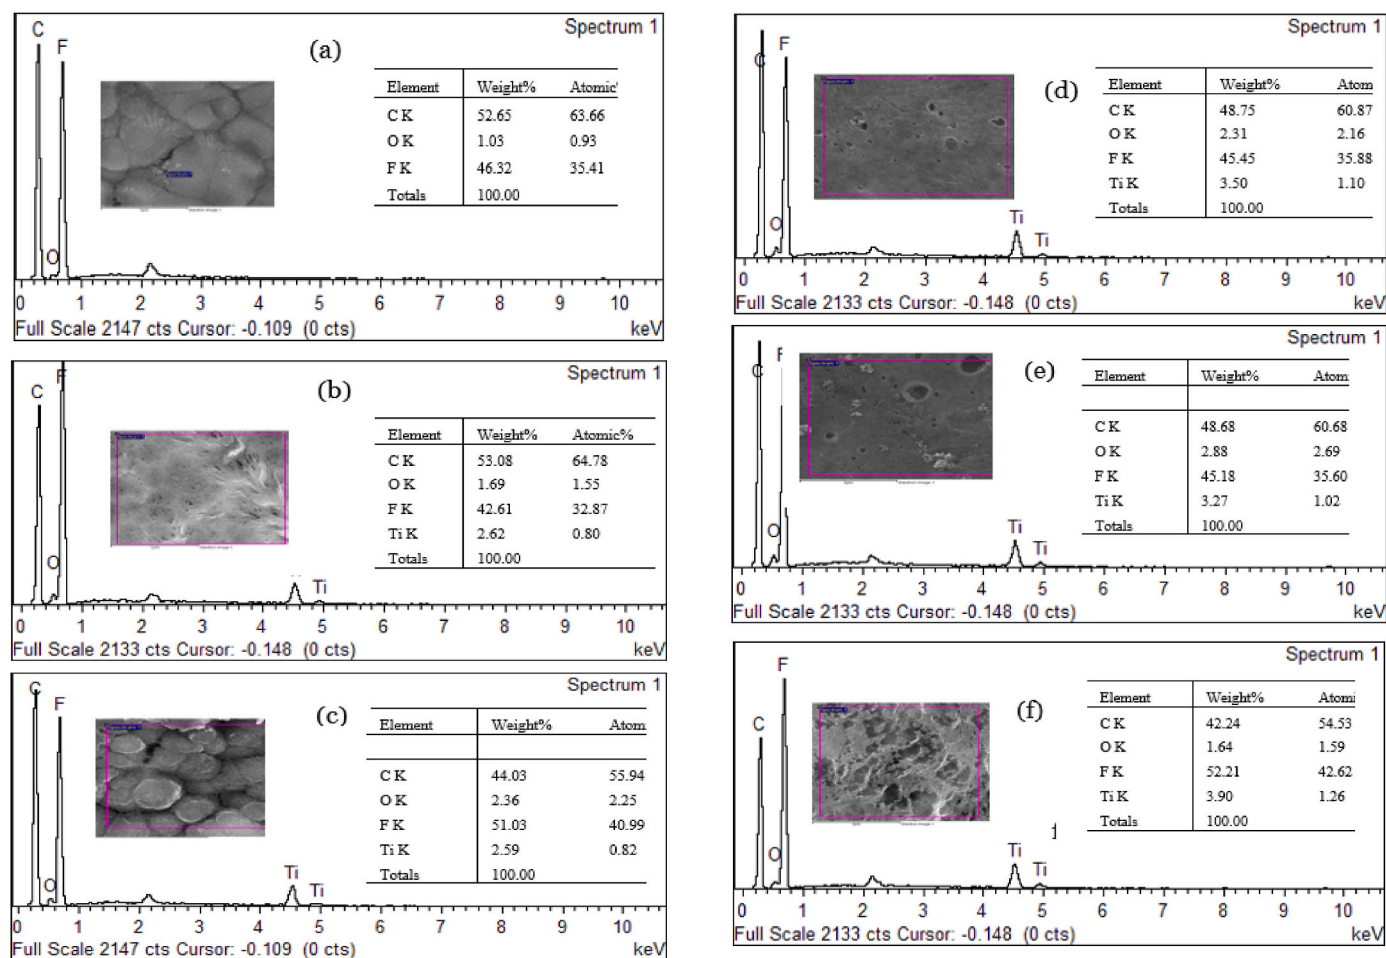 Spectrum 1
(a)
C
F
O
Element Weight% Atomic%
C K 52.65 63.66
O K 1.03 0.93
F K 46.32 35.41
Totals 100.00
0 1 2 3 4 5 6 7 8 9 10
Full Scale 2147 cts Cursor: -0.109 (0 cts) keV
Spectrum 1
(b)
C
F
O
Ti
Element Weight% Atomic%
C K 53.08 64.78
O K 1.69 1.55
F K 42.61 32.87
Ti K 2.62 0.80
Totals 100.00
0 1 2 3 4 5 6 7 8 9 10
Full Scale 2133 cts Cursor: -0.148 (0 cts) keV
Spectrum 1
(c)
C
F
O
Ti
Ti
Element Weight% Atom
C K 44.03 55.94
O K 2.36 2.25
F K 51.03 40.99
Ti K 2.59 0.82
Totals 100.00
0 1 2 3 4 5 6 7 8 9 10
Full Scale 2147 cts Cursor: -0.109 (0 cts) keV
Spectrum 1
(d)
C
F
O
Ti
Ti
Element Weight% Atom
C K 48.75 60.87
O K 2.31 2.16
F K 45.45 35.88
Ti K 3.50 1.10
Totals 100.00
0 1 2 3 4 5 6 7 8 9 10
Full Scale 2133 cts Cursor: -0.148 (0 cts) keV
Spectrum 1
(e)
C
F
O
Ti
Ti
Element Weight% Atom
C K 48.68 60.68
O K 2.88 2.69
F K 45.18 35.60
Ti K 3.27 1.02
Totals 100.00
0 1 2 3 4 5 6 7 8 9 10
Full Scale 2133 cts Cursor: -0.148 (0 cts) keV
Spectrum 1
(f)
C
F
O
Ti
Ti
Element Weight% Atomi
C K 42.24 54.53
O K 1.64 1.59
F K 52.21 42.62
Ti K 3.90 1.26
Totals 100.00
0 1 2 3 4 5 6 7 8 9 10
Full Scale 2133 cts Cursor: -0.148 (0 cts) keV